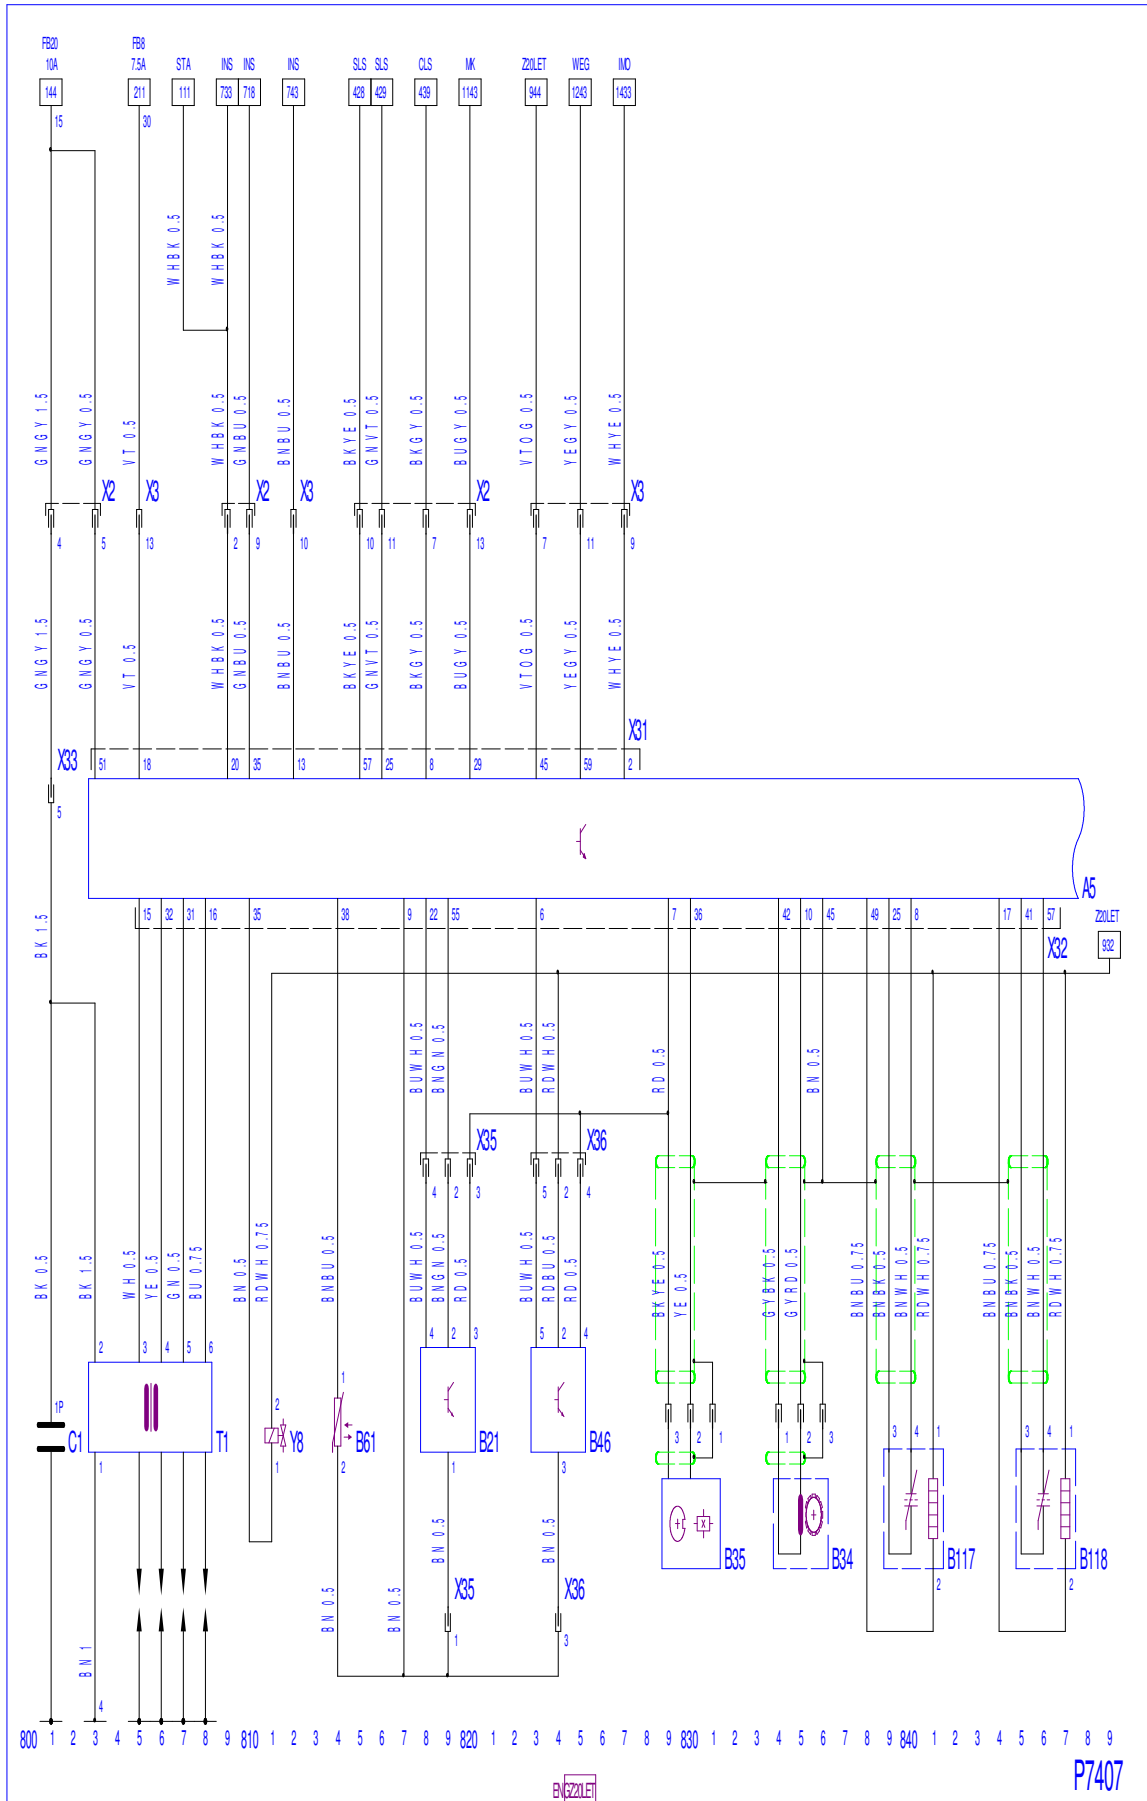 FB20 FB8
10A 7.5A STA INS INS INS SLS SLS CLS MK Z20LET WEG IMO
144 211 111 733 718 743 428 429 439 1143 944 1243 1433
15 30
WHBK 0.5 WHBK 0.5
GNGY 1.5 GNGY 0.5 VT 0.5 WHBK 0.5 GNBU 0.5 BNBU 0.5 BKYE 0.5 GNVT 0.5 BKGY 0.5 BUGY 0.5 VTOG 0.5 YEGY 0.5 WHYE 0.5
X2 X3 X2 X3 X2 X3
4 5 13 2 9 10 10 11 7 13 7 11 9
GNGY 1.5 GNGY 0.5 VT 0.5 WHBK 0.5 GNBU 0.5 BNBU 0.5 BKYE 0.5 GNVT 0.5 BKGY 0.5 BUGY 0.5 VTOG 0.5 YEGY 0.5 WHYE 0.5
X31
X33 51 18 20 35 13 57 25 8 29 45 59 2
5
A5
15 32 31 16 35 38 9 22 55 6 7 36 42 10 45 49 25 8 17 41 57 Z20LET
BK 1.5 X32 932
BUWH 0.5 BNGN 0.5 BUWH 0.5 RDWH 0.5 RD 0.5 BN 0.5
X35 X36
4 2 3 5 2 4
BK 0.5 BK 1.5 WH 0.5 YE 0.5 GN 0.5 BU 0.75 BN 0.5 RDWH 0.75 BNBU 0.5 BUWH 0.5 BNGN 0.5 RD 0.5 BUWH 0.5 RDBU 0.5 RD 0.5 BKYE 0.5 YE 0.5 GYBK 0.5 GYRD 0.5 BNBU 0.75 BNBK 0.5 BNWH 0.5 RDWH 0.75 BNBU 0.75 BNBK 0.5 BNWH 0.5 RDWH 0.75
2 3 4 5 6 4 2 3 5 2 4
1P 2 1 3 2 1 1 2 3 3 4 1 3 4 1
C1 T1 Y8 B61 B21 B46
1 1 2 1 3
B35 B34 B117 B118
2 2
BN 0.5 BN 0.5
BN 0.5 BN 0.5 X35 X36
1 3
BN 1
4
800 1 2 3 4 5 6 7 8 9 810 1 2 3 4 5 6 7 8 9 820 1 2 3 4 5 6 7 8 9 830 1 2 3 4 5 6 7 8 9 840 1 2 3 4 5 6 7 8 9
P7407
ENGZ20LET